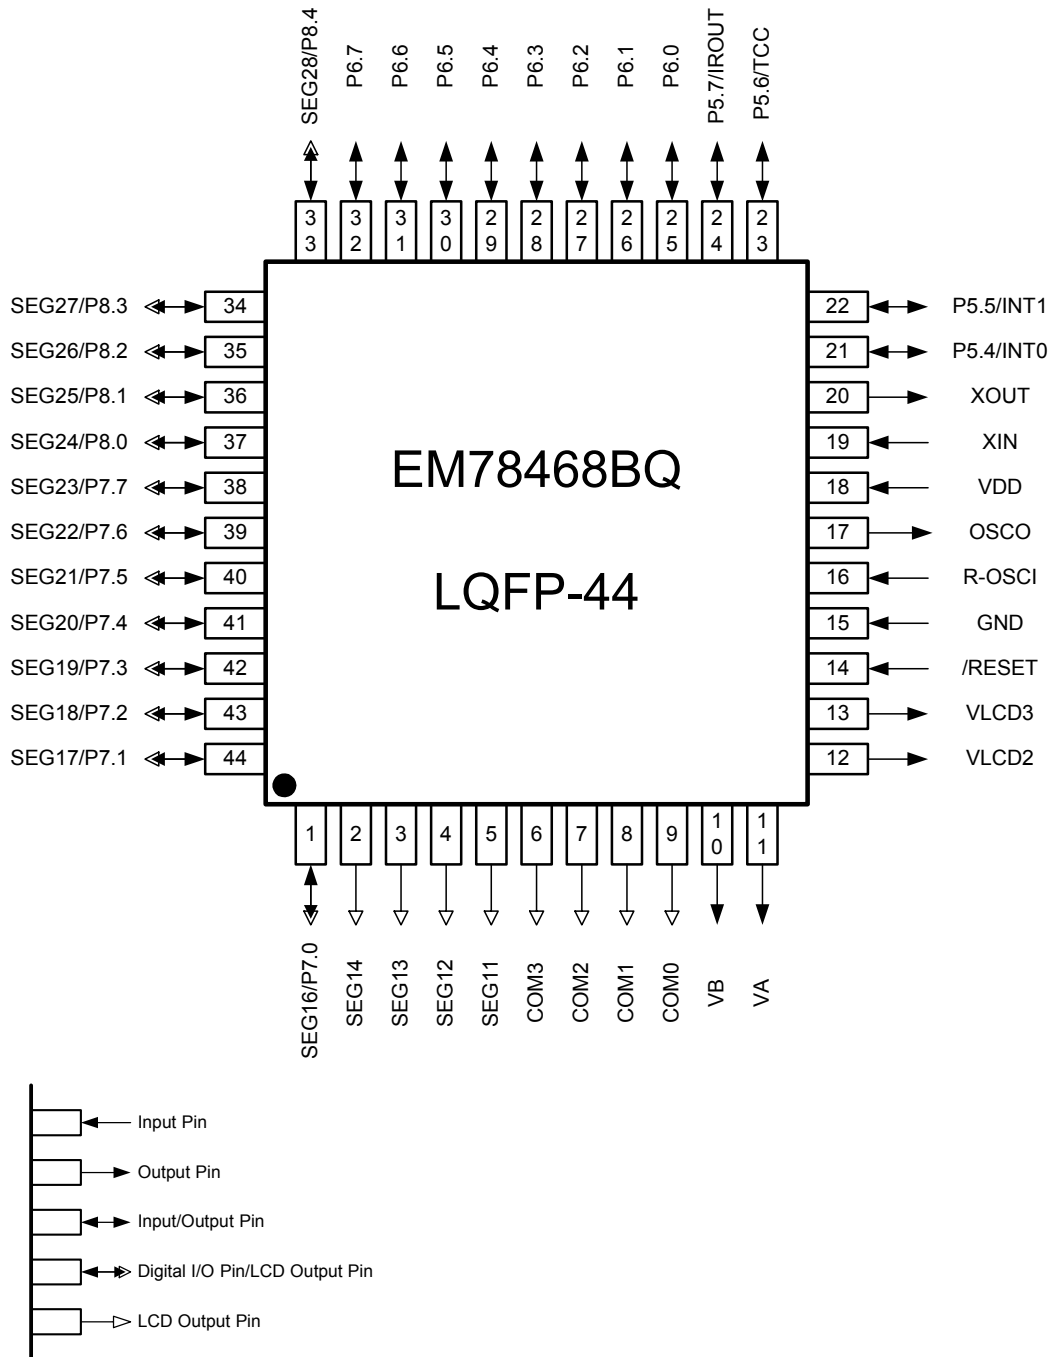 SEG28/P8.4
P6.7
P6.6
P6.5
P6.4
P6.3
P6.2
P6.1
P6.0
P5.7/IROUT
P5.6/TCC
33
32
31
30
29
28
27
26
25
24
23
SEG27/P8.3 34
SEG26/P8.2 35
SEG25/P8.1 36
SEG24/P8.0 37
SEG23/P7.7 38
SEG22/P7.6 39
SEG21/P7.5 40
SEG20/P7.4 41
SEG19/P7.3 42
SEG18/P7.2 43
SEG17/P7.1 44
EM78468BQ
LQFP-44
22 P5.5/INT1
21 P5.4/INT0
20 XOUT
19 XIN
18 VDD
17 OSCO
16 R-OSCI
15 GND
14 /RESET
13 VLCD3
12 VLCD2
1
2
3
4
5
6
7
8
9
10
11
SEG16/P7.0
SEG14
SEG13
SEG12
SEG11
COM3
COM2
COM1
COM0
VB
VA
Input Pin
Output Pin
Input/Output Pin
Digital I/O Pin/LCD Output Pin
LCD Output Pin